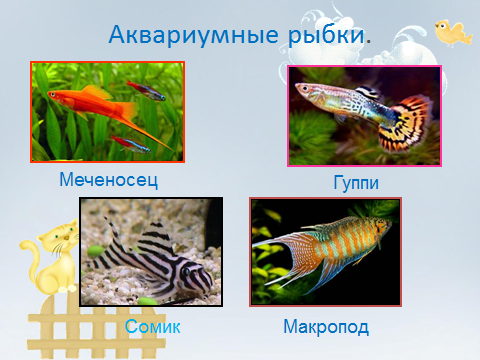 Аквариумные рыбки.
Меченосец
Гуппи
Сомик
Макропод